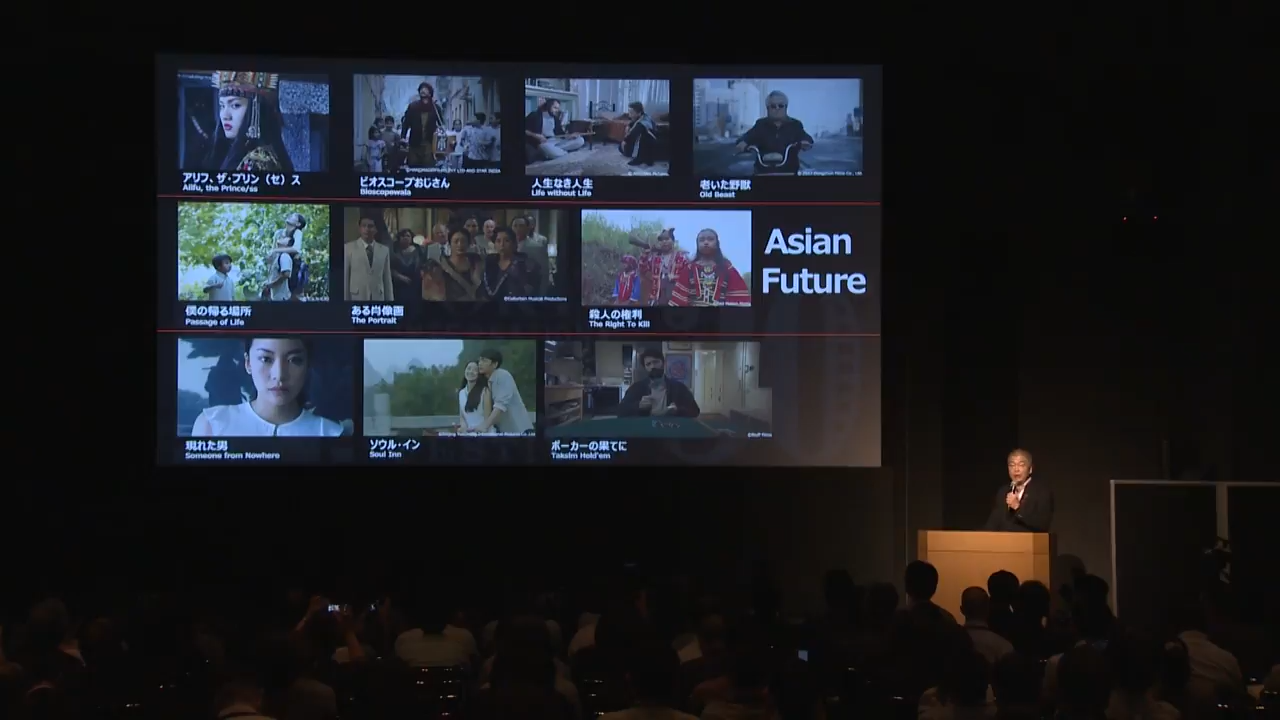 アリフ、ザ・プリン（セ）ス
Alifu, the Prince/ss
ビオスコープおじさん
Bioscopewala
人生なき人生
Life without Life
老いた野獣
Old Beast
僕の帰る場所
Passage of Life
ある肖像画
The Portrait
殺人の権利
The Right To Kill
Asian
Future
現れた男
Someone from Nowhere
ソウル・イン
Soul Inn
ポーカーの果てに
Taksim Hold'em